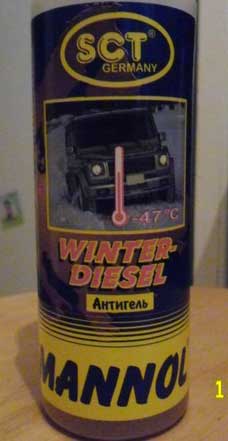 SCT®
GERMANY
-47°C
WINTER-
DIESEL
Антигель
MANNOL
1